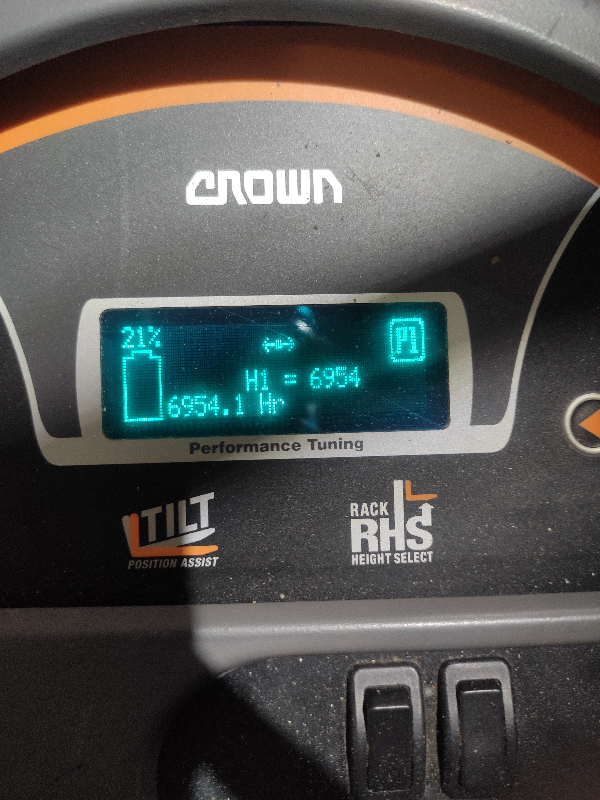 CROWN
21%
P1
H1 = 6954
6954.1 Hr
Performance Tuning
TILT
POSITION ASSIST
RACK
RHS
HEIGHT SELECT